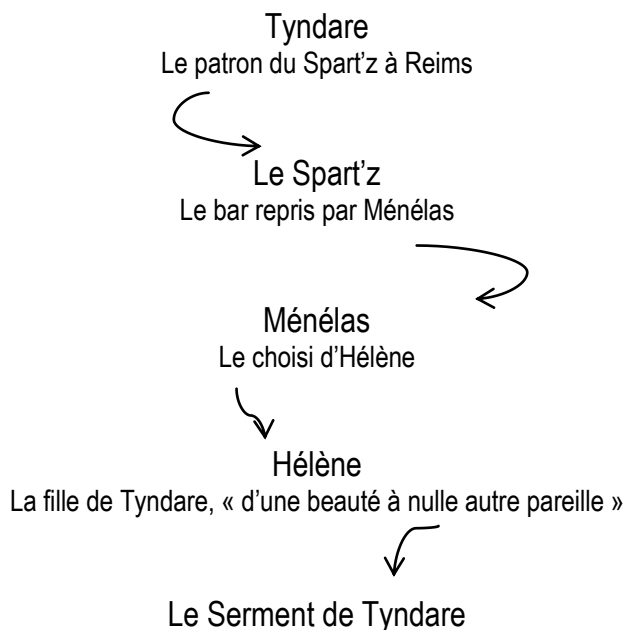 Tyndare
Le patron du Spart’z à Reims
Le Spart’z
Le bar repris par Ménélas
Ménélas
Le choisi d’Hélène
Hélène
La fille de Tyndare, « d’une beauté à nulle autre pareille »
Le Serment de Tyndare